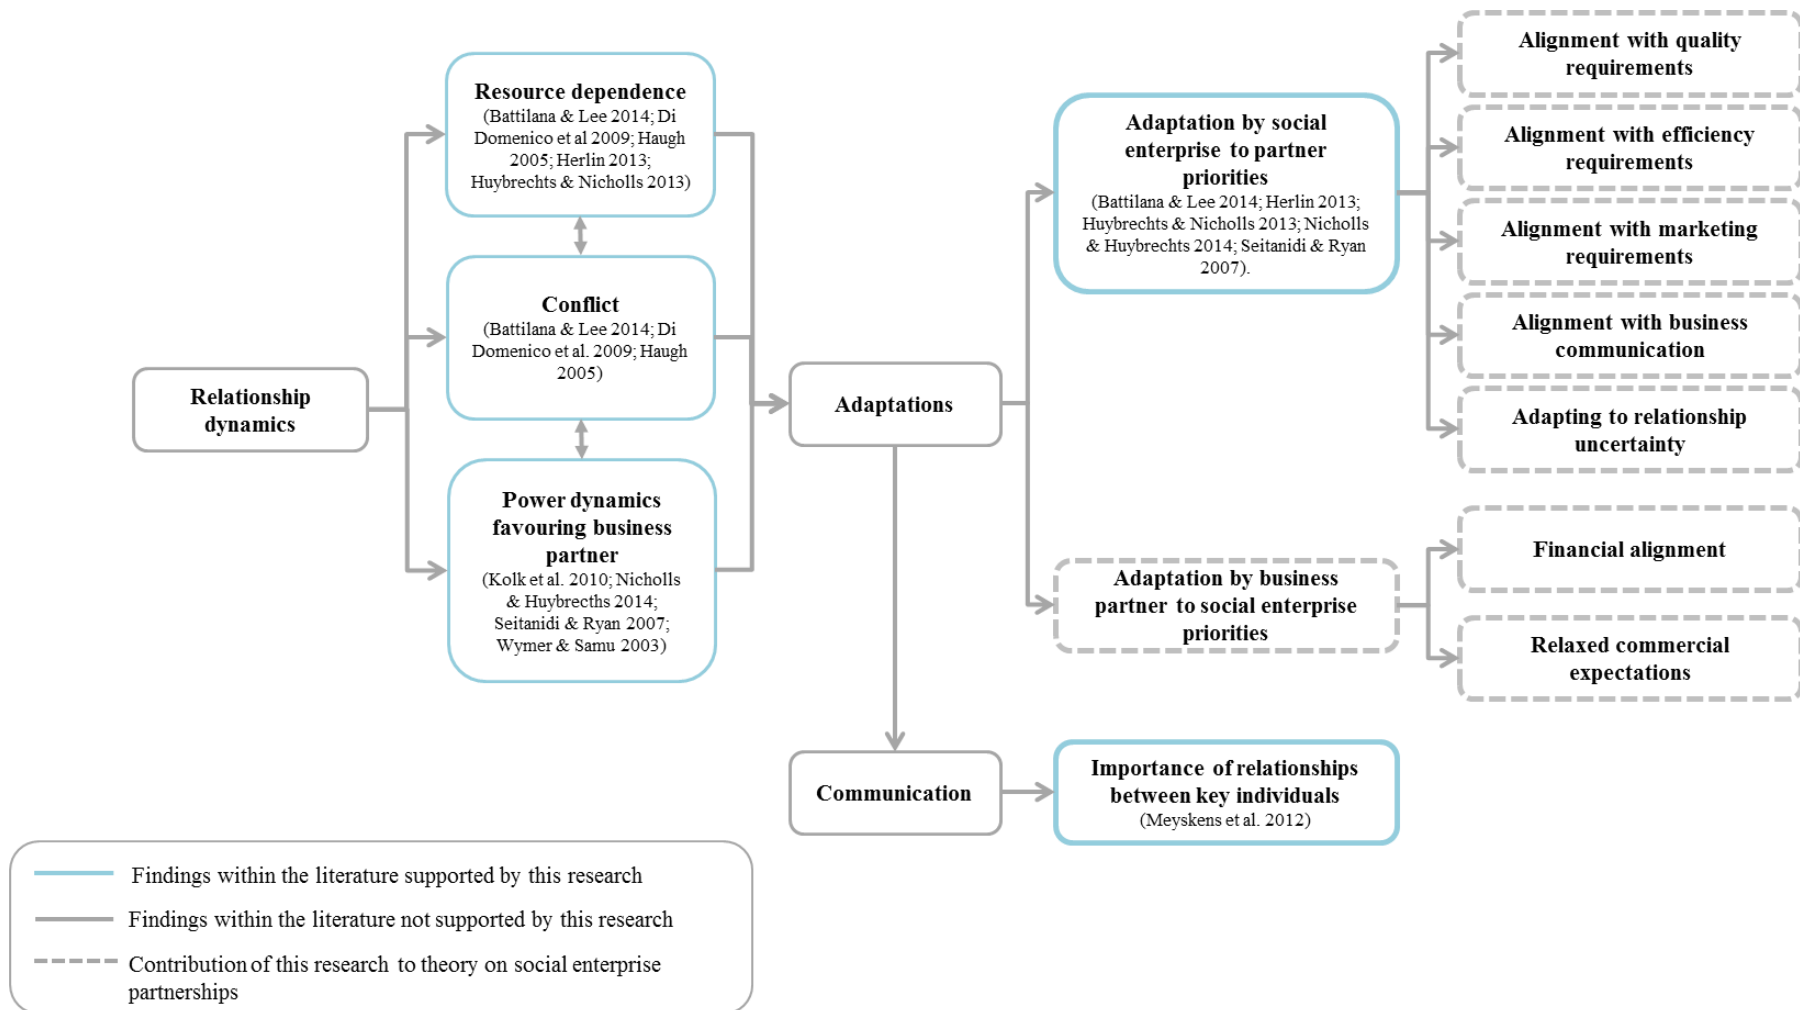 Relationship
dynamics
Resource dependence
(Battilana & Lee 2014; Di
Domenico et al 2009; Haugh
2005; Herlin 2013;
Huybrechts & Nicholls 2013)
Conflict
(Battilana & Lee 2014; Di
Domenico et al. 2009; Haugh
2005)
Power dynamics
favouring business
partner
(Kolk et al. 2010; Nicholls
& Huybrecths 2014;
Seitanidi & Ryan 2007;
Wymer & Samu 2003)
Adaptations
Adaptation by social
enterprise to partner
priorities
(Battilana & Lee 2014; Herlin 2013;
Huybrechts & Nicholls 2013; Nicholls
& Huybrechts 2014; Seitanidi & Ryan
2007).
Alignment with quality
requirements
Alignment with efficiency
requirements
Alignment with marketing
requirements
Alignment with business
communication
Adapting to relationship
uncertainty
Adaptation by business
partner to social enterprise
priorities
Financial alignment
Relaxed commercial
expectations
Communication
Importance of relationships
between key individuals
(Meyskens et al. 2012)
Findings within the literature supported by this research
Findings within the literature not supported by this research
Contribution of this research to theory on social enterprise
partnerships